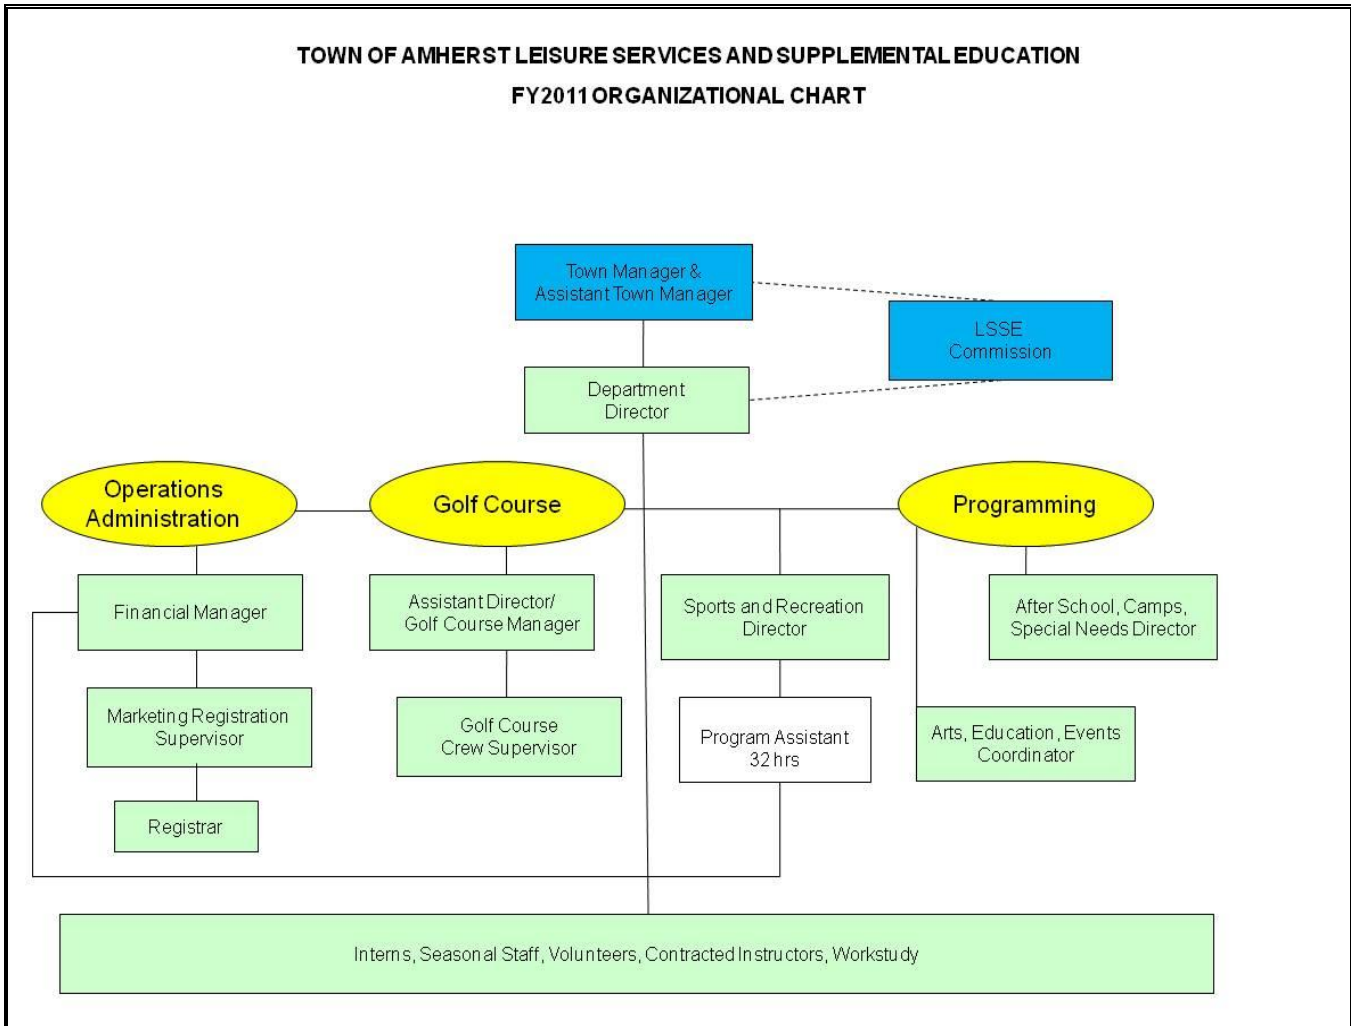 TOWN OF AMHERST LEISURE SERVICES AND SUPPLEMENTAL EDUCATION
FY2011 ORGANIZATIONAL CHART
Town Manager &
Assistant Town Manager
LSSE
Commission
Department
Director
Operations
Administration
Golf Course
Programming
Financial Manager
Assistant Director/
Golf Course Manager
Sports and Recreation
Director
After School, Camps,
Special Needs Director
Marketing Registration
Supervisor
Golf Course
Crew Supervisor
Program Assistant
32 hrs
Arts, Education, Events
Coordinator
Registrar
Interns, Seasonal Staff, Volunteers, Contracted Instructors, Workstudy